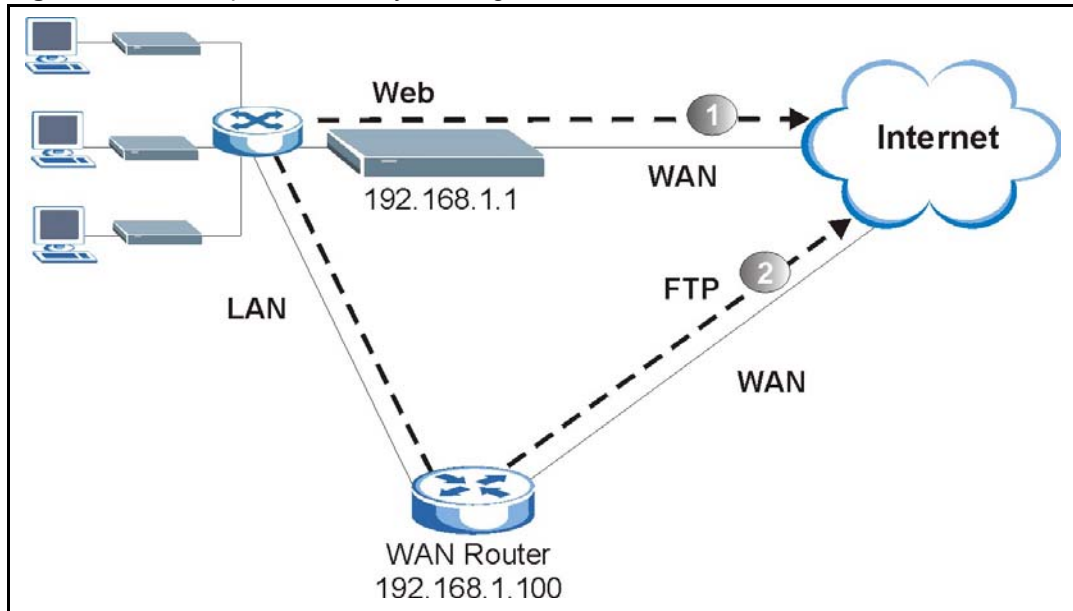 Web
1
Internet
WAN
192.168.1.1
2
FTP
LAN
WAN
WAN Router
192.168.1.100